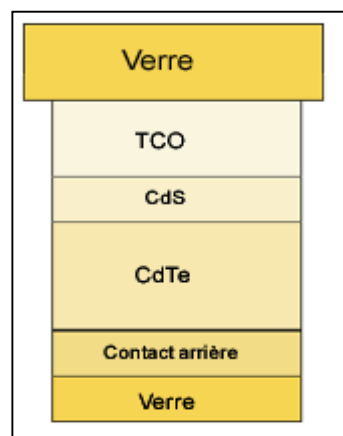 Verre
TCO
CdS
CdTe
Contact arrière
Verre